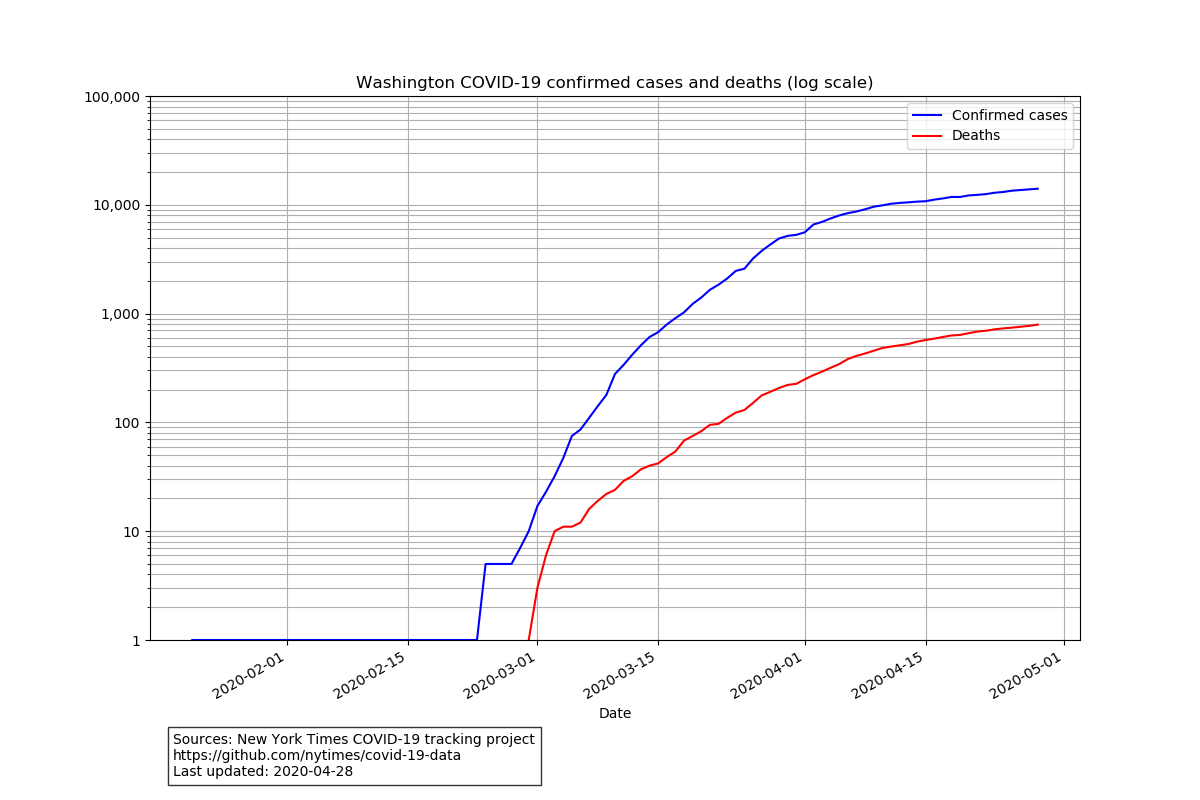 Washington COVID-19 confirmed cases and deaths (log scale)
100,000
10,000
1,000
100
10
1
Confirmed cases
Deaths
2020-02-01
2020-02-15
2020-03-01
2020-03-15
2020-04-01
2020-04-15
2020-05-01
Date
Sources: New York Times COVID-19 tracking project
https://github.com/nytimes/covid-19-data
Last updated: 2020-04-28